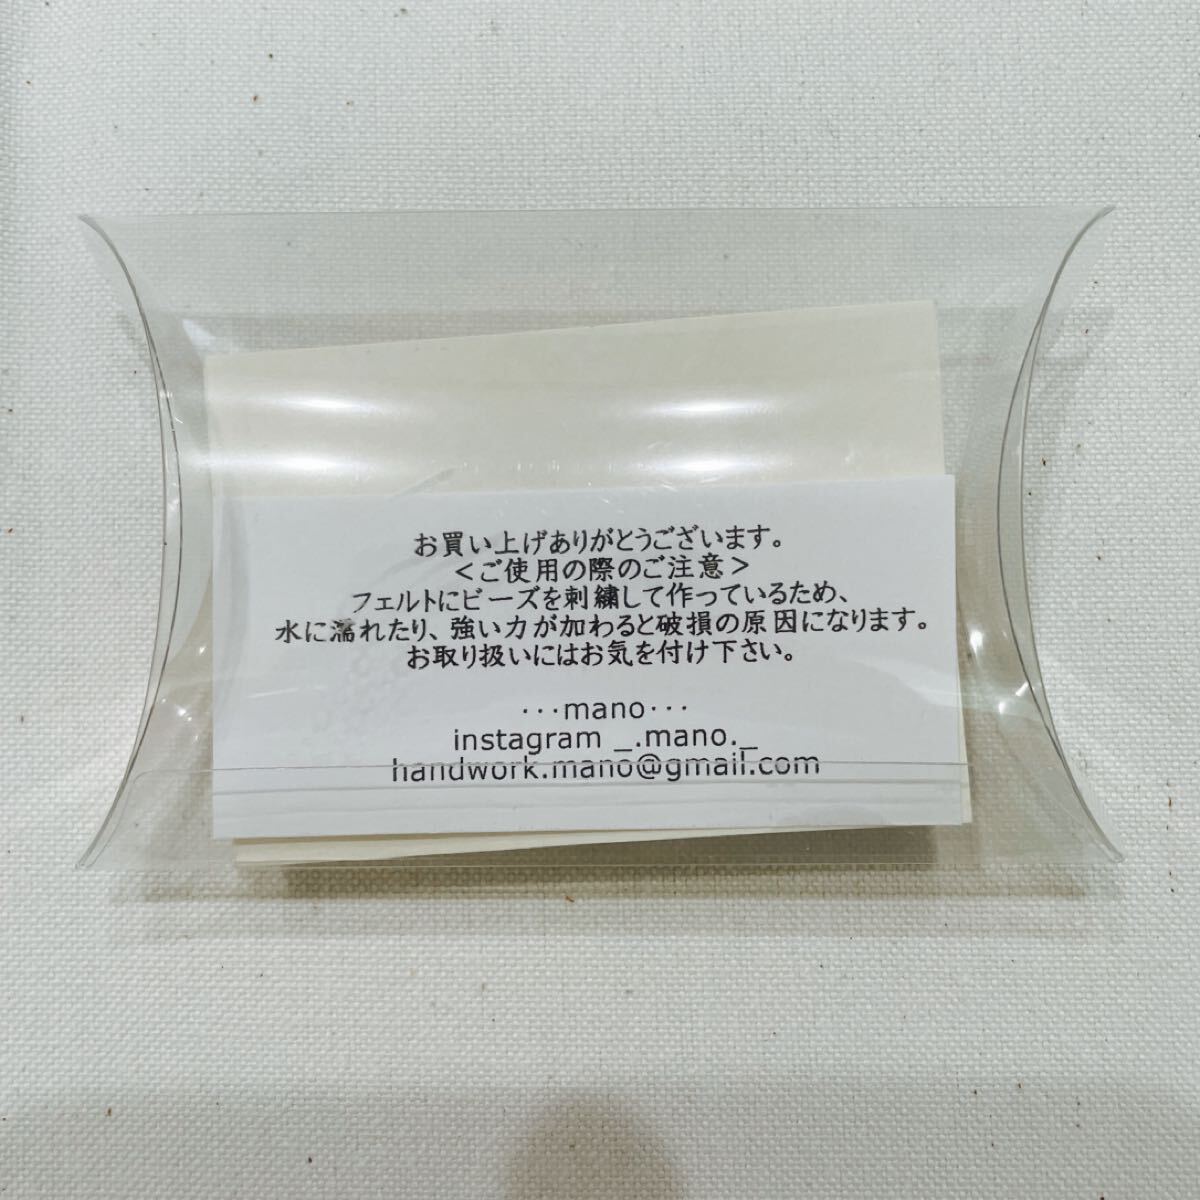 お買い上げありがとうございます。
＜ご使用の際のご注意＞
フェルトにビーズを刺繍して作っているため、
水に濡れたり、強い力が加わると破損の原因になります。
お取り扱いにはお気を付け下さい。
···mano···
instagram _.mano._
handwork.mano@gmail.com